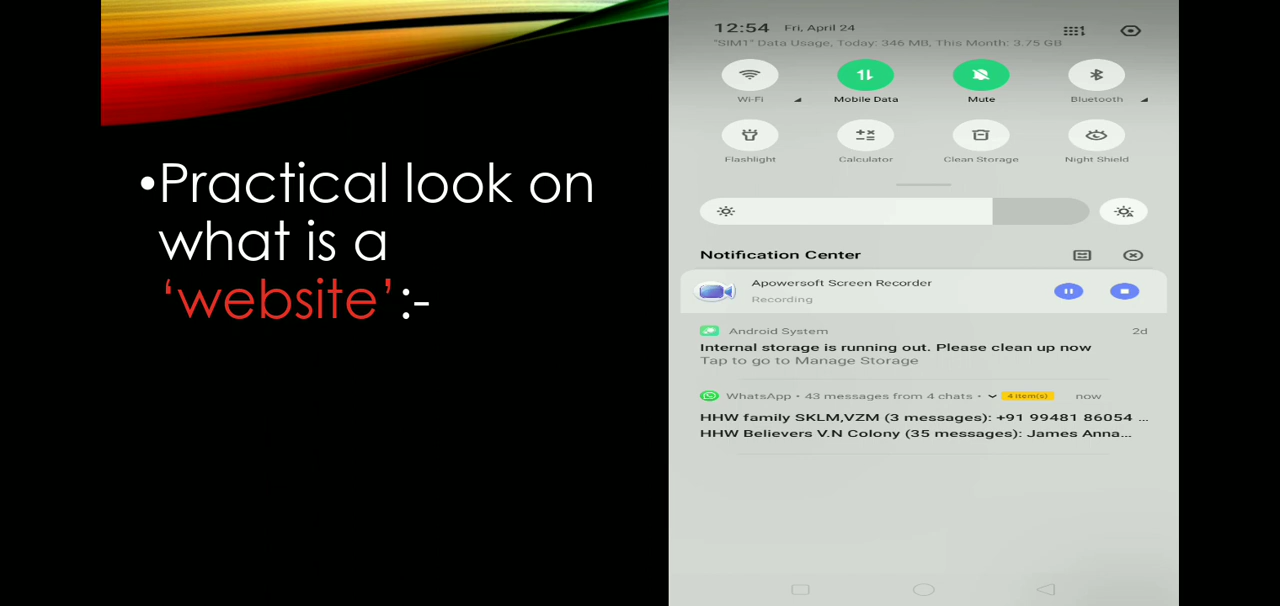 •Practical look on
what is a
‘website’:-
12:54 Fri, April 24
"SIM1" Data Usage, Today: 346 MB, This Month: 3.75 GB
Wi-Fi Mobile Data Mute Bluetooth
Flashlight Calculator Clean Storage Night Shield
Notification Center
Apowersoft Screen Recorder
Recording
Android System 2d
Internal storage is running out. Please clean up now
Tap to go to Manage Storage
WhatsApp • 43 messages from 4 chats • 4 item(s) now
HHW family SKLM,VZM (3 messages): +91 99481 86054 ...
HHW Believers V.N Colony (35 messages): James Anna...